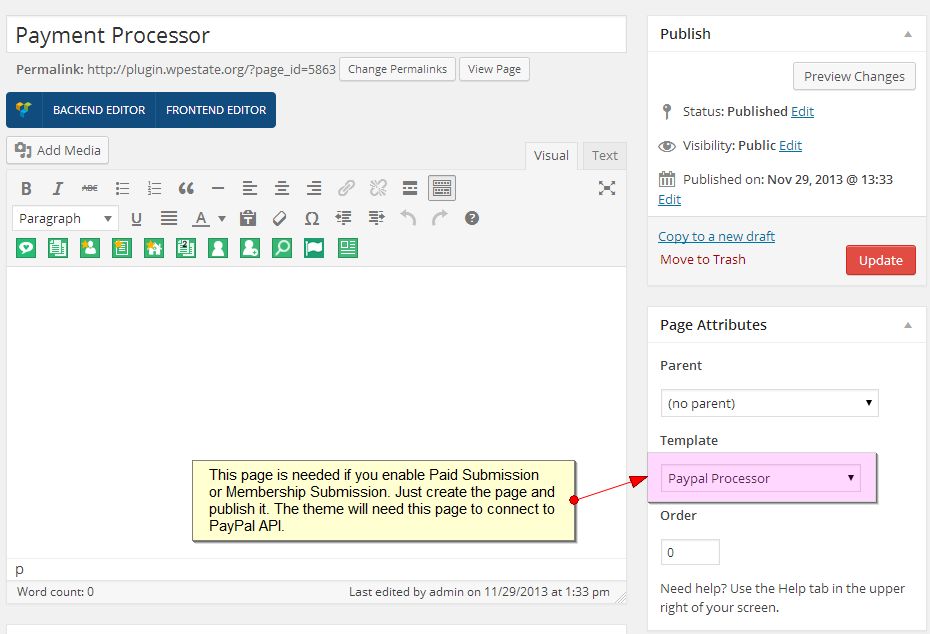 Payment Processor
Permalink: http://plugin.wpestate.org/?page_id=5863 Change Permalinks View Page
BACKEND EDITOR FRONTEND EDITOR
Add Media
Visual Text
B I ABC
Paragraph U A Ω ?
2
This page is needed if you enable Paid Submission
or Membership Submission. Just create the page and
publish it. The theme will need this page to connect to
PayPal API.
p
Word count: 0 Last edited by admin on 11/29/2013 at 1:33 pm
Publish
Preview Changes
Status: Published Edit
Visibility: Public Edit
Published on: Nov 29, 2013 @ 13:33
Edit
Copy to a new draft
Move to Trash Update
Page Attributes
Parent
(no parent)
Template
Paypal Processor
Order
0
Need help? Use the Help tab in the upper
right of your screen.